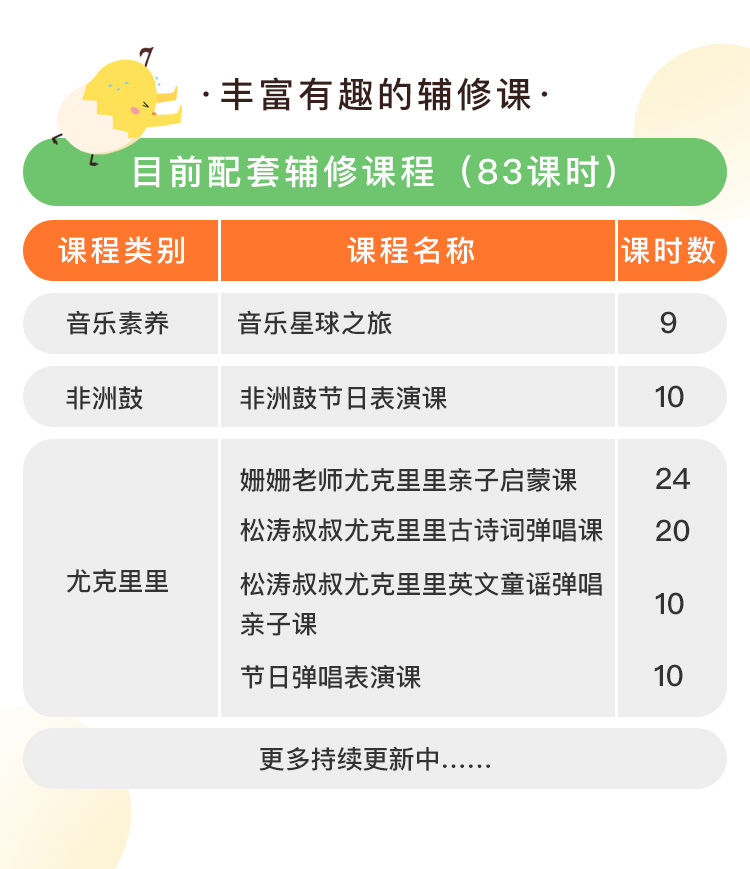 ·丰富有趣的辅修课·
目前配套辅修课程（83课时）
课程类别 课程名称 课时数
音乐素养 音乐星球之旅 9
非洲鼓 非洲鼓节日表演课 10
尤克里里
姗姗老师尤克里里亲子启蒙课 24
松涛叔叔尤克里里古诗词弹唱课 20
松涛叔叔尤克里里英文童谣弹唱
亲子课 10
节日弹唱表演课 10
更多持续更新中......